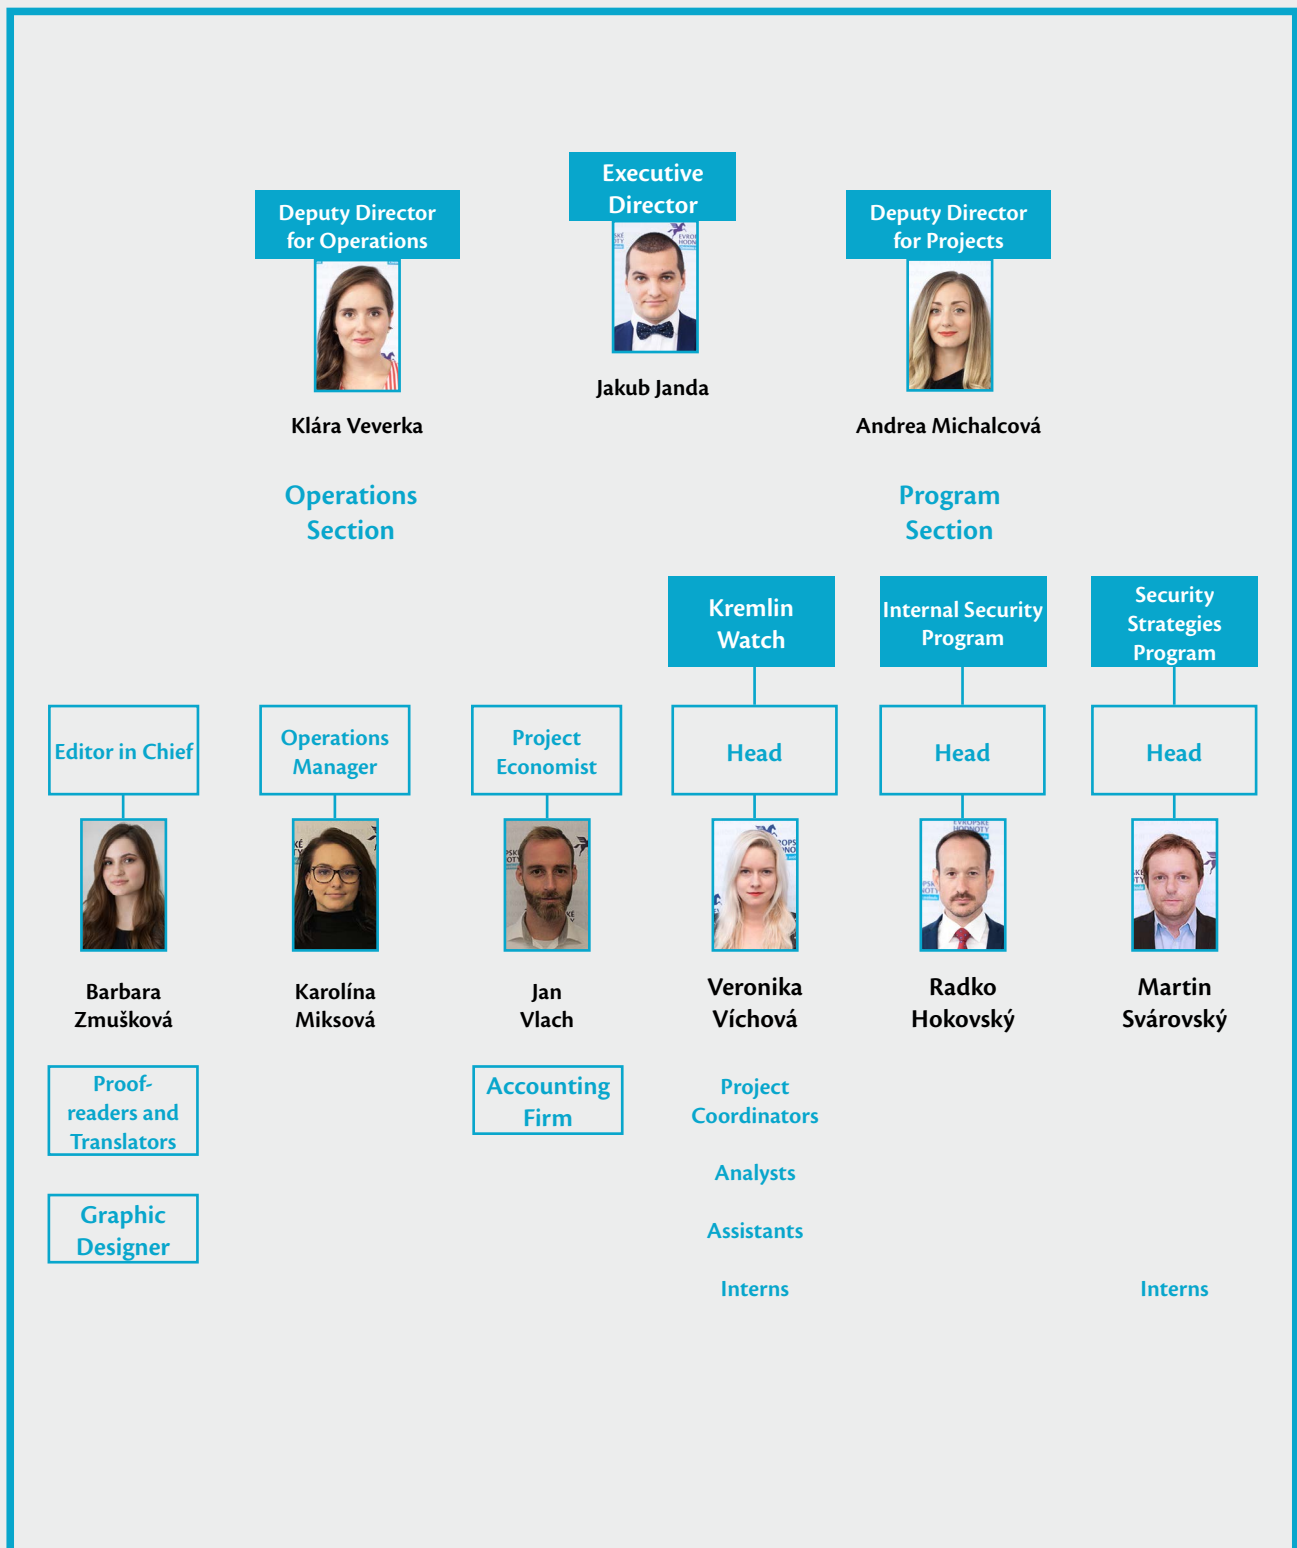 Executive
Director
Deputy Director
for Operations
Deputy Director
for Projects
Jakub Janda
Klára Veverka
Andrea Michalcová
Operations
Section
Program
Section
Kremlin
Watch
Internal Security
Program
Security
Strategies
Program
Editor in Chief
Operations
Manager
Project
Economist
Head
Head
Head
EVROPSKÉ
HODNOTY
Barbara
Zmušková
Karolína
Miksová
Jan
Vlach
Veronika
Víchová
Radko
Hokovský
Martin
Svárovský
Proof-
readers and
Translators
Accounting
Firm
Project
Coordinators
Analysts
Graphic
Designer
Assistants
Interns
Interns